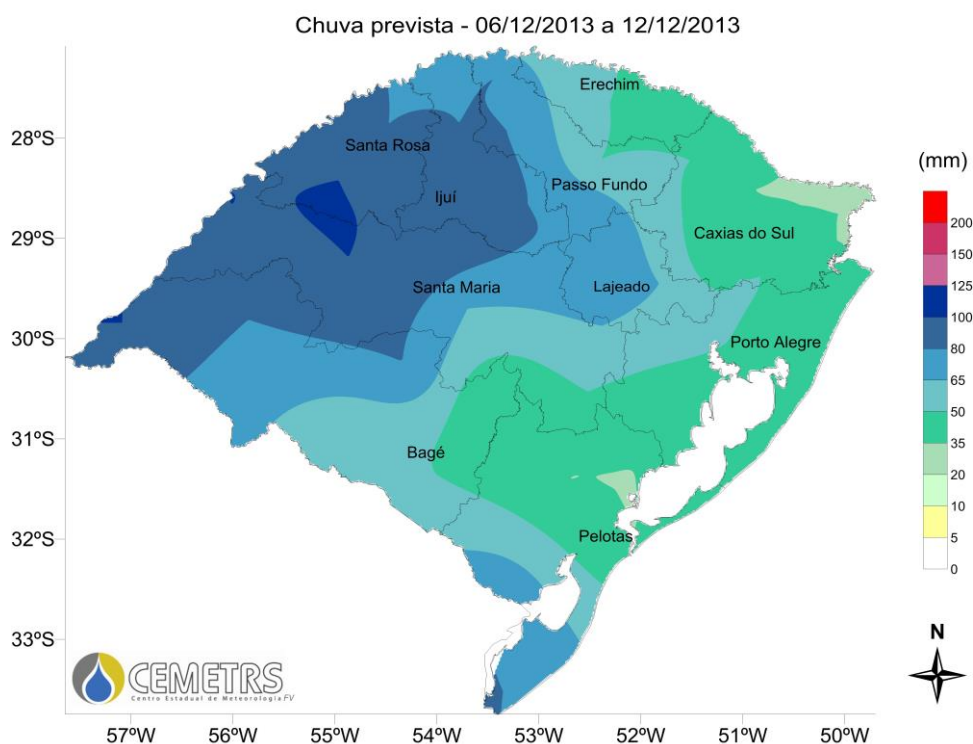 Chuva prevista - 06/12/2013 a 12/12/2013
Erechim
28ºS
Santa Rosa
(mm)
Passo Fundo
Ijuí
200
29ºS
Caxias do Sul
150
Santa Maria
Lajeado
125
100
30ºS
Porto Alegre
80
65
50
31ºS
Bagé
35
20
10
32ºS
Pelotas
5
0
33ºS
N
CEMETRS
Centro Estadual de Meteorologia FV
57ºW 56ºW 55ºW 54ºW 53ºW 52ºW 51ºW 50ºW